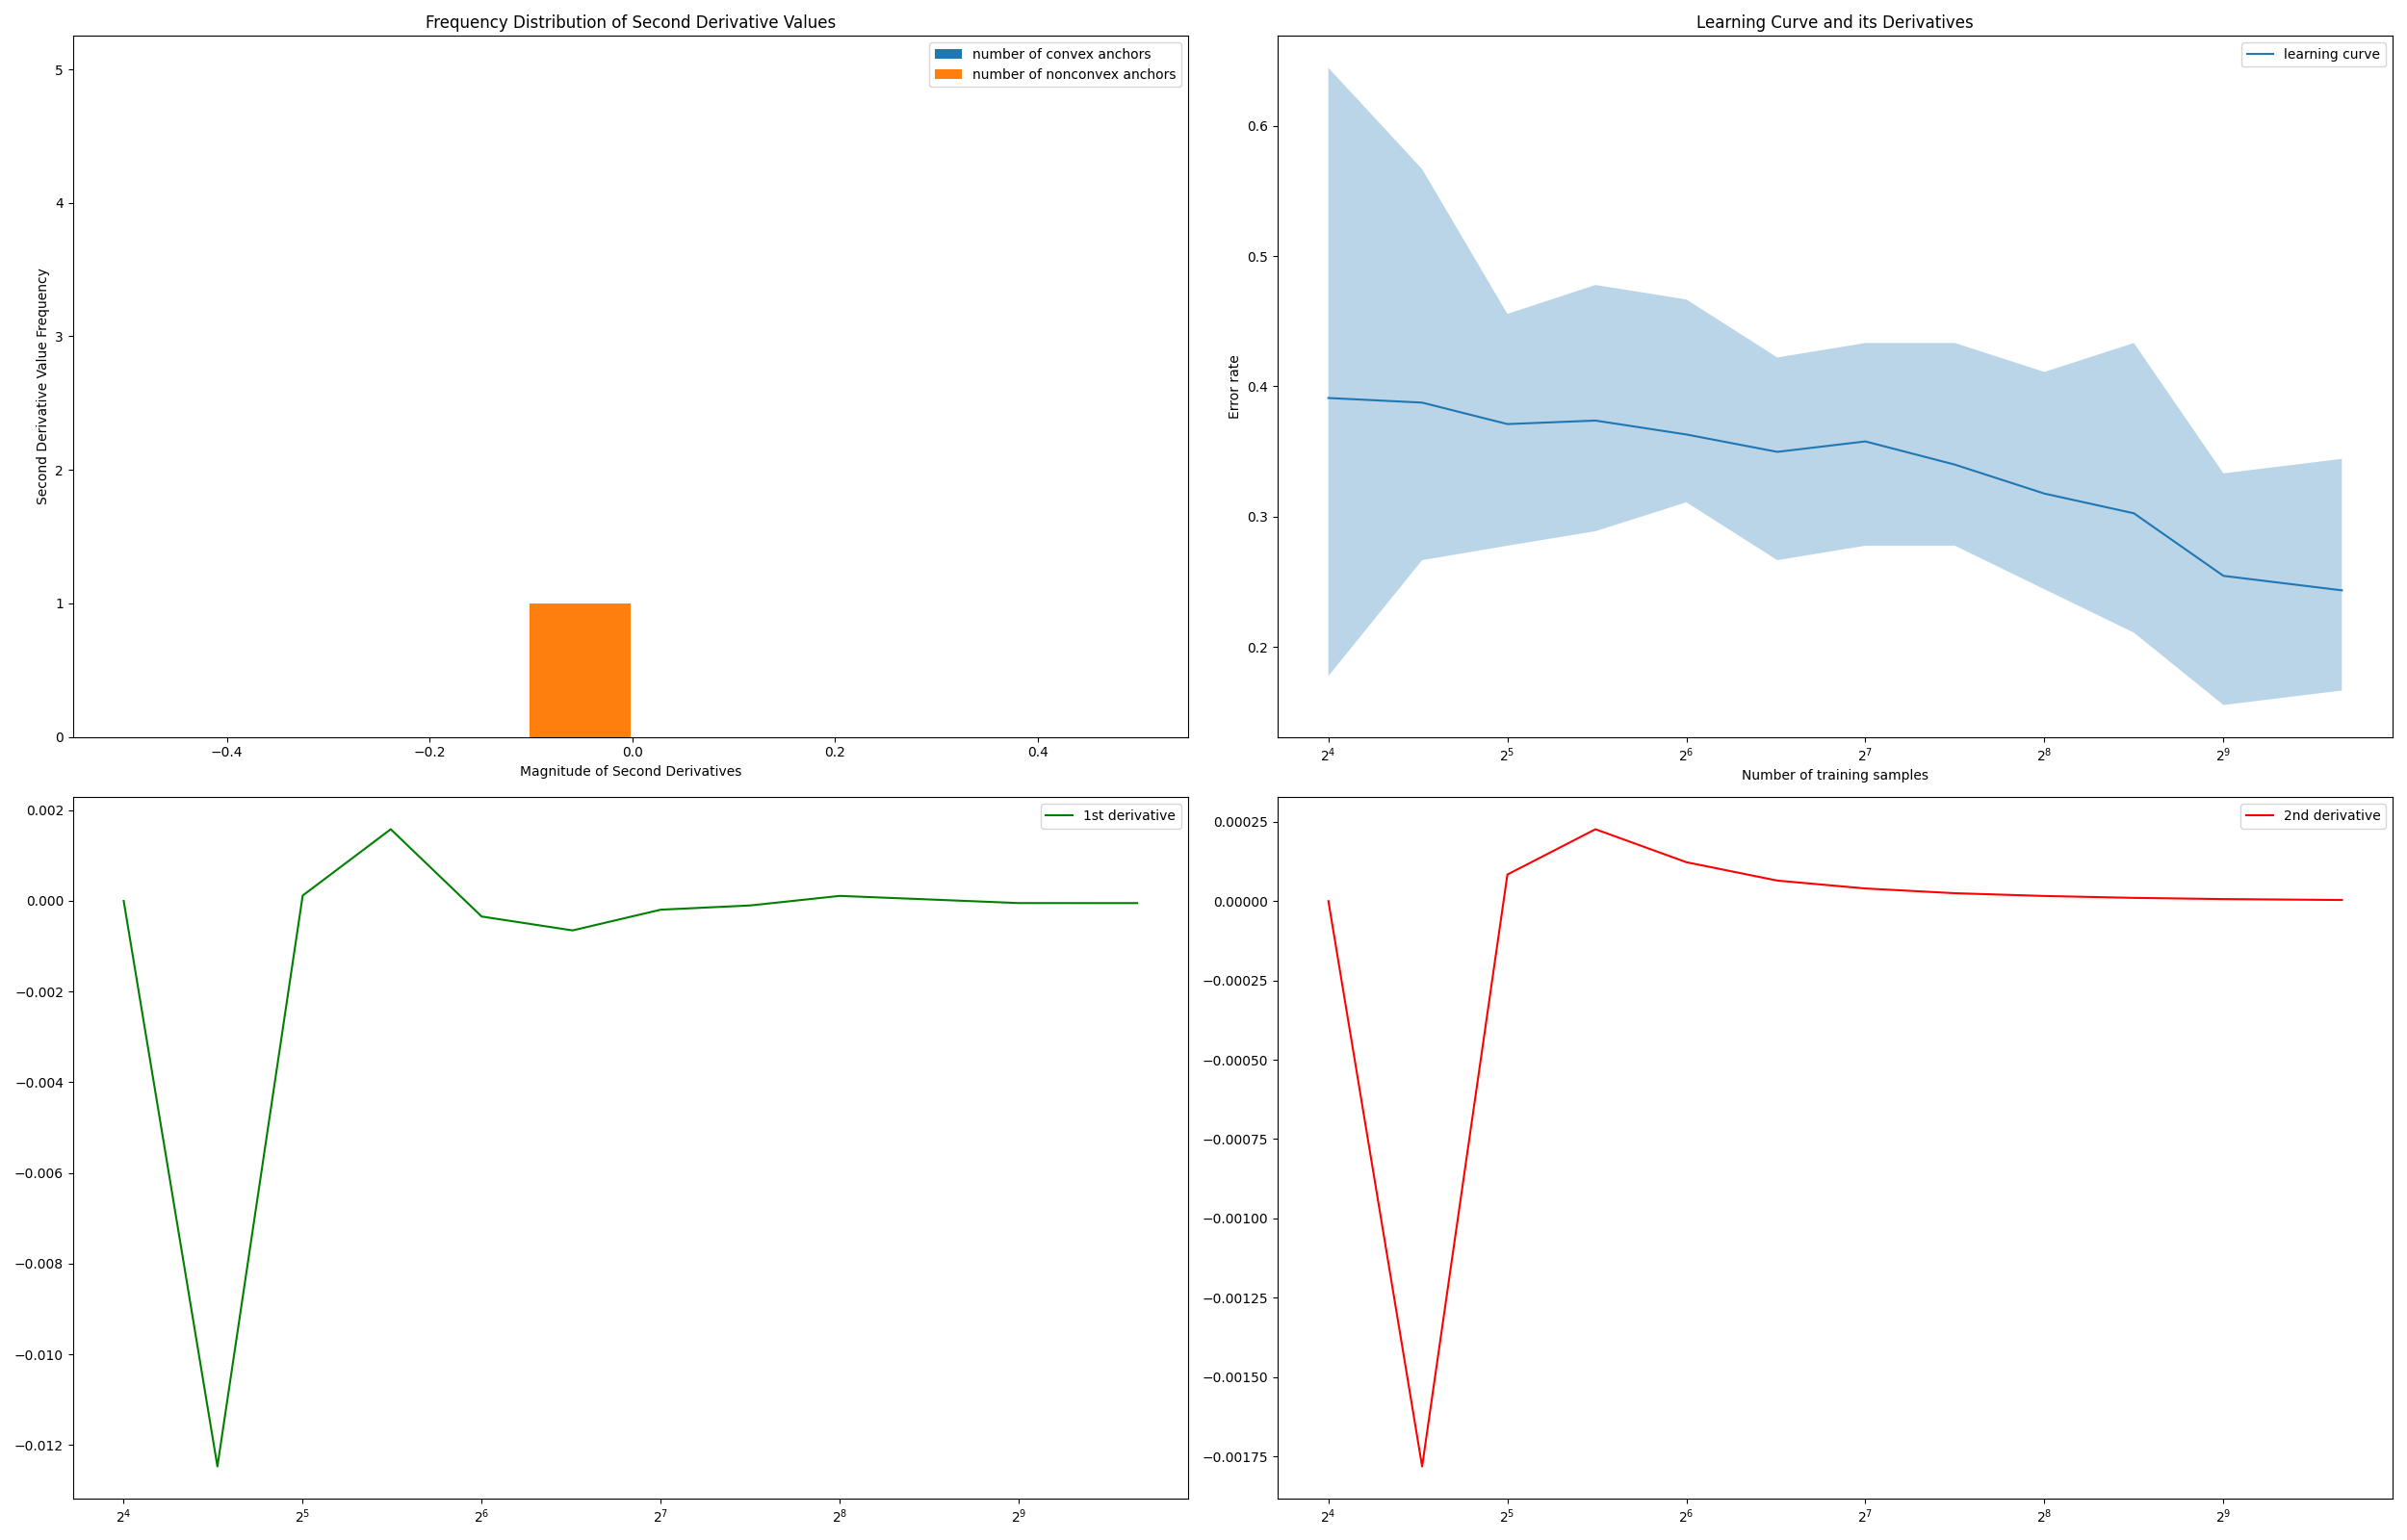 Frequency Distribution of Second Derivative Values
number of convex anchors
number of nonconvex anchors
Second Derivative Value Frequency
5
4
3
2
1
0
−0.4 −0.2 0.0 0.2 0.4
Magnitude of Second Derivatives
Learning Curve and its Derivatives
learning curve
Error rate
0.6
0.5
0.4
0.3
0.2
2⁴ 2⁵ 2⁶ 2⁷ 2⁸ 2⁹
Number of training samples
1st derivative
0.002
0.000
−0.002
−0.004
−0.006
−0.008
−0.010
−0.012
2⁴ 2⁵ 2⁶ 2⁷ 2⁸ 2⁹
2nd derivative
0.00025
0.00000
−0.00025
−0.00050
−0.00075
−0.00100
−0.00125
−0.00150
−0.00175
2⁴ 2⁵ 2⁶ 2⁷ 2⁸ 2⁹